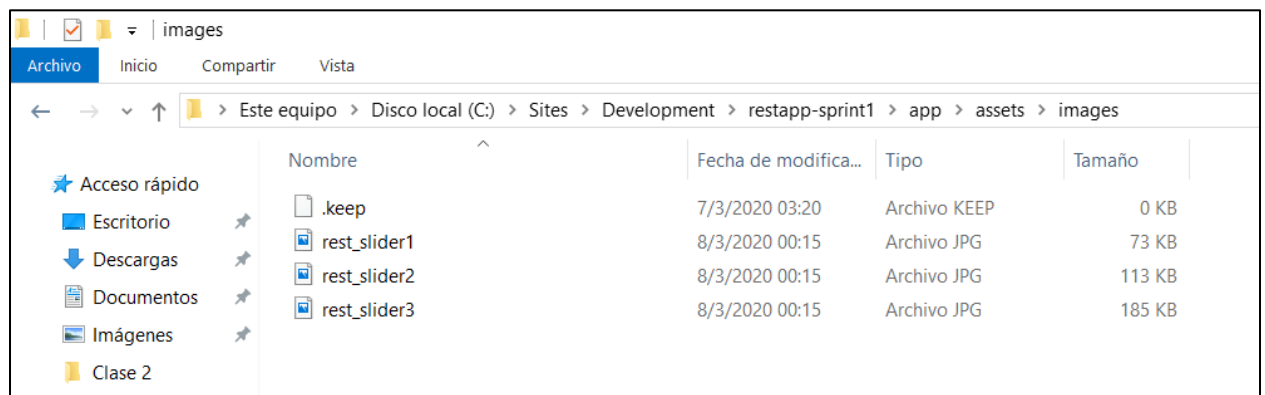 images
Archivo Inicio Compartir Vista
Este equipo > Disco local (C:) > Sites > Development > restapp-sprint1 > app > assets > images
Nombre Fecha de modifica... Tipo Tamaño
Acceso rápido
.keep 7/3/2020 03:20 Archivo KEEP 0 KB
Escritorio
rest_slider1 8/3/2020 00:15 Archivo JPG 73 KB
Descargas
rest_slider2 8/3/2020 00:15 Archivo JPG 113 KB
Documentos
rest_slider3 8/3/2020 00:15 Archivo JPG 185 KB
Imágenes
Clase 2